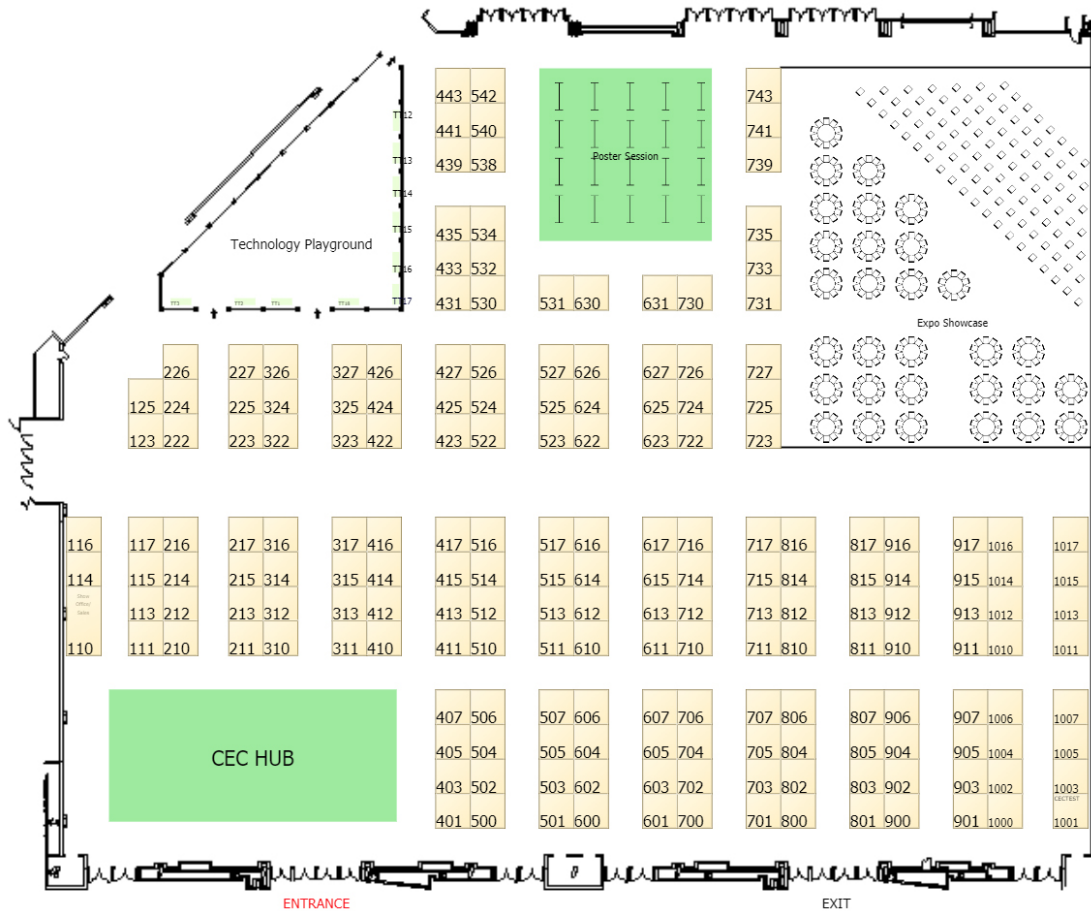 443 542 743
TT12
441 540 741
Poster Session
439 538 739
TT13
TT14
TT15
435 534 735
Technology Playground
433 532 733
TT16
431 530 531 630 631 730 731
TT17
TT3 TT2 TT1
Expo Showcase
226 227 326 327 426 427 526 527 626 627 726 727
125 224 225 324 325 424 425 524 525 624 625 724 725
123 222 223 322 323 422 423 522 523 622 623 722 723
116 117 216 217 316 317 416 417 516 517 616 617 716 717 816 817 916 917 1016 1017
114 115 214 215 314 315 414 415 514 515 614 615 714 715 814 815 914 915 1014 1015
Show
Office/
Sales
113 212 213 312 313 412 413 512 513 612 613 712 713 812 813 912 913 1012 1013
110 111 210 211 310 311 410 411 510 511 610 611 710 711 810 811 910 911 1010 1011
407 506 507 606 607 706 707 806 807 906 907 1006 1007
CEC HUB
405 504 505 604 605 704 705 804 805 904 905 1004 1005
403 502 503 602 603 702 703 802 803 902 903 1002 1003
CECTEST
401 500 501 600 601 700 701 800 801 900 901 1000 1001
ENTRANCE EXIT